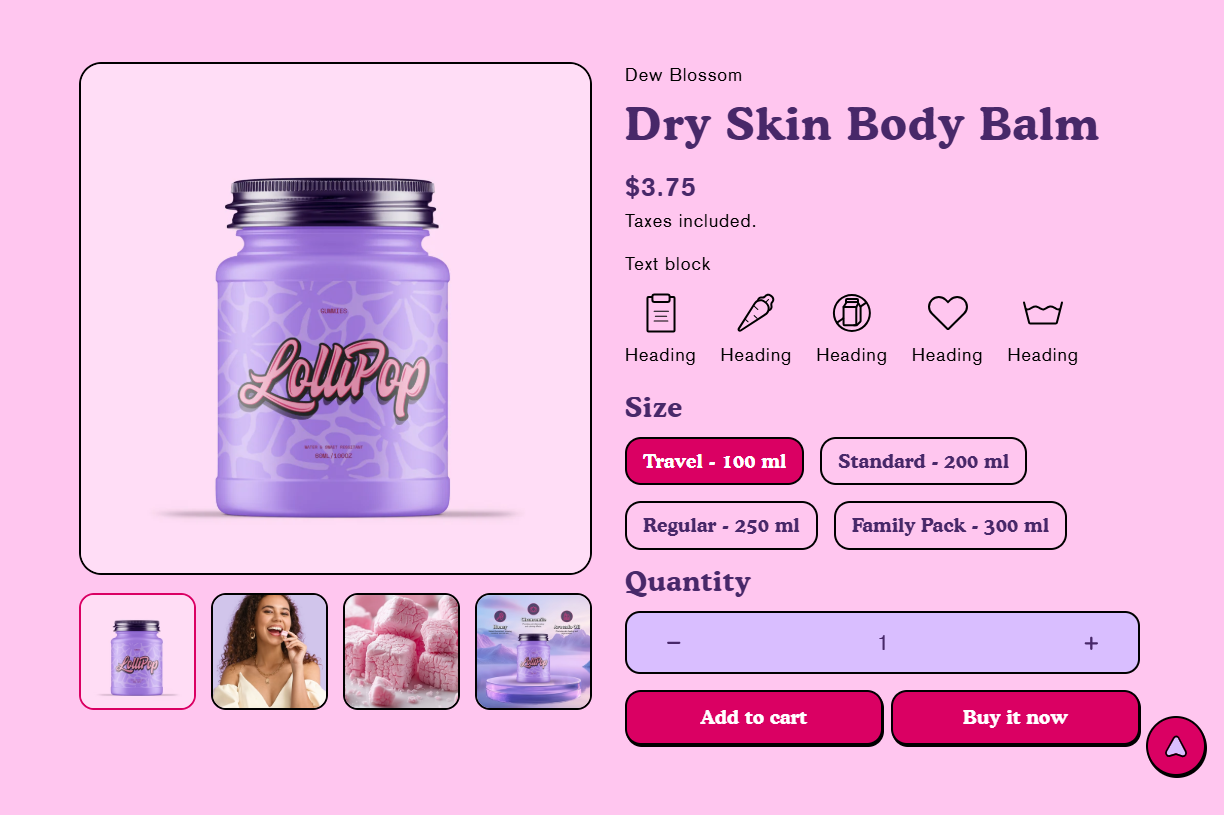 Dew Blossom
Dry Skin Body Balm
$3.75
Taxes included.
Text block
Heading Heading Heading Heading Heading
GUMMIES
LolliPop
Size
Travel - 100 ml Standard - 200 ml
Regular - 250 ml Family Pack - 300 ml
Quantity
− 1 +
LolliPop
LolliPop
Add to cart Buy it now